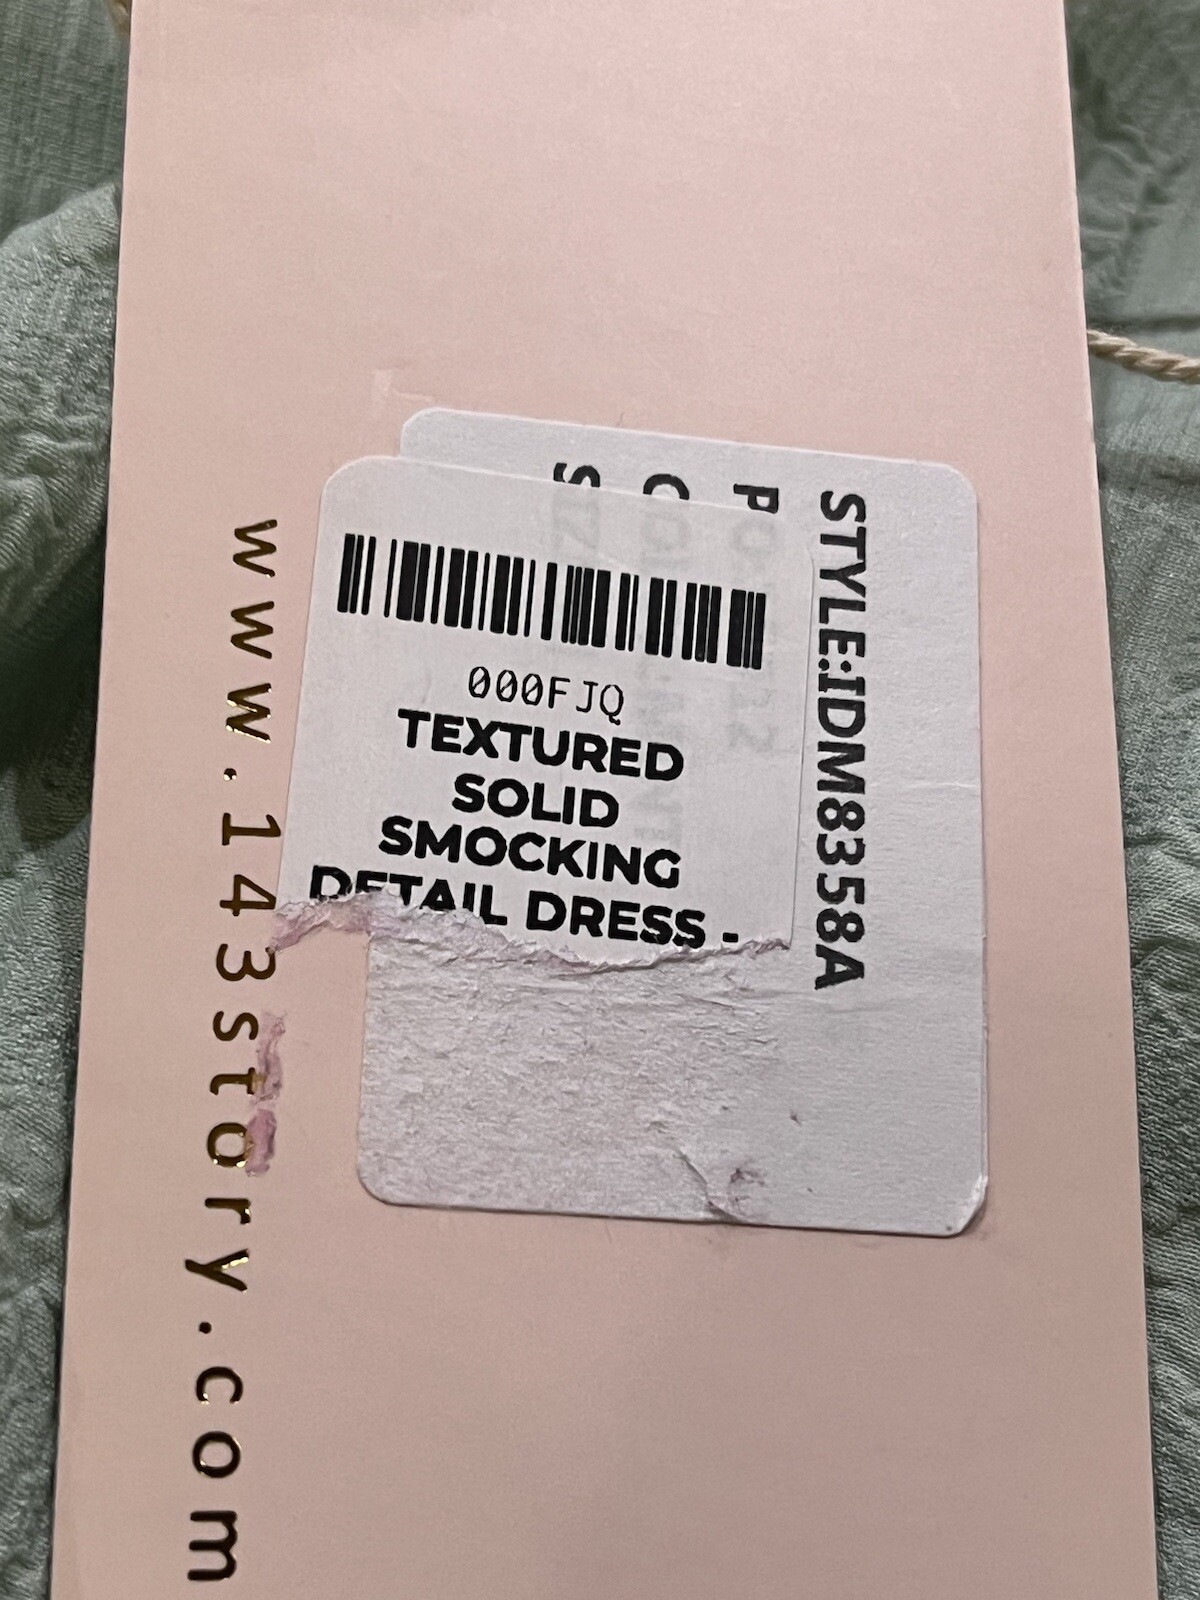 www.143story.com
000FJQ
TEXTURED
SOLID
SMOCKING
DETAIL DRESS -
STYLE:IDM8358A